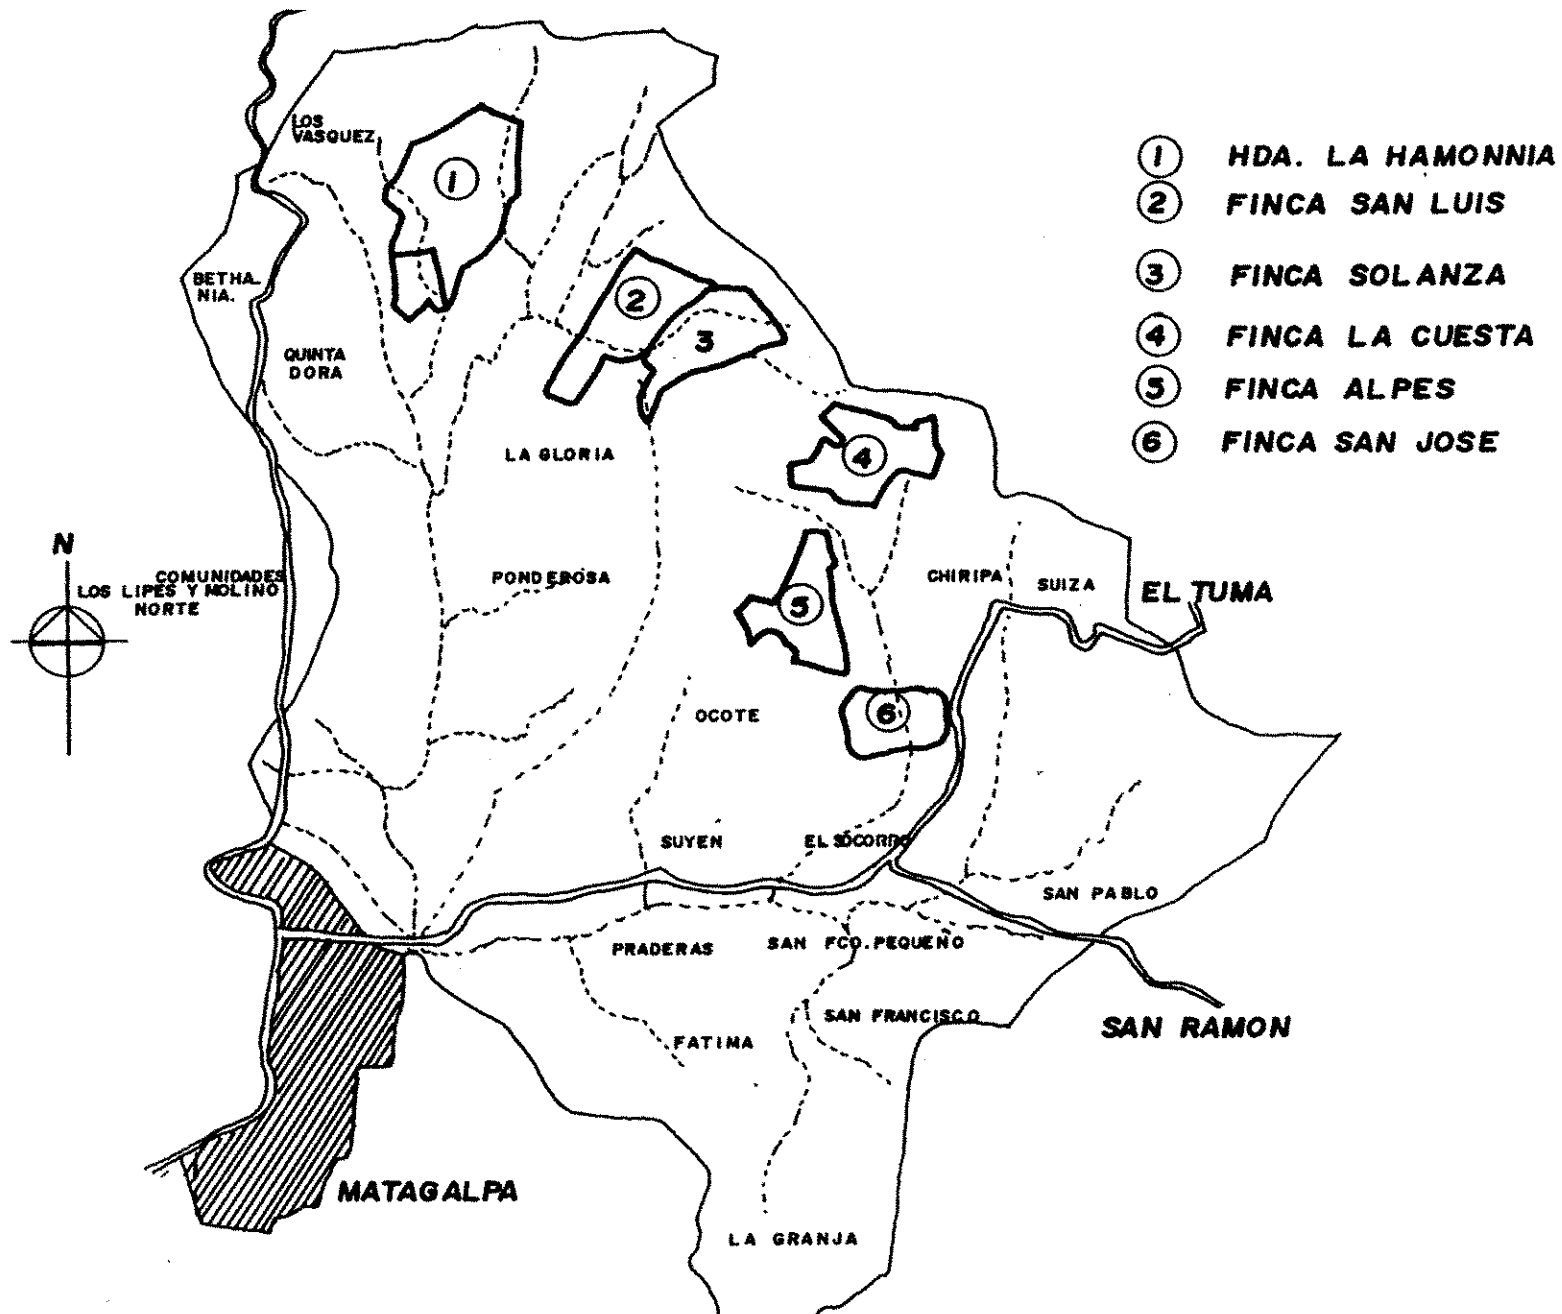 LOS
VASQUEZ
1
1 HDA. LA HAMONNIA
2 FINCA SAN LUIS
3 FINCA SOLANZA
4 FINCA LA CUESTA
5 FINCA ALPES
6 FINCA SAN JOSE
BETHA_
NIA.
2
3
QUINTA
DORA
LA GLORIA
4
N
COMUNIDADES
LOS LIPES Y MOLINO
NORTE
PONDEROSA
5
CHIRIPA
SUIZA
EL TUMA
OCOTE
6
SUYEN
EL SOCORRO
SAN PABLO
PRADERAS
SAN FCO. PEQUEÑO
SAN FRANCISCO
SAN RAMON
FATIMA
MATAGALPA
LA GRANJA